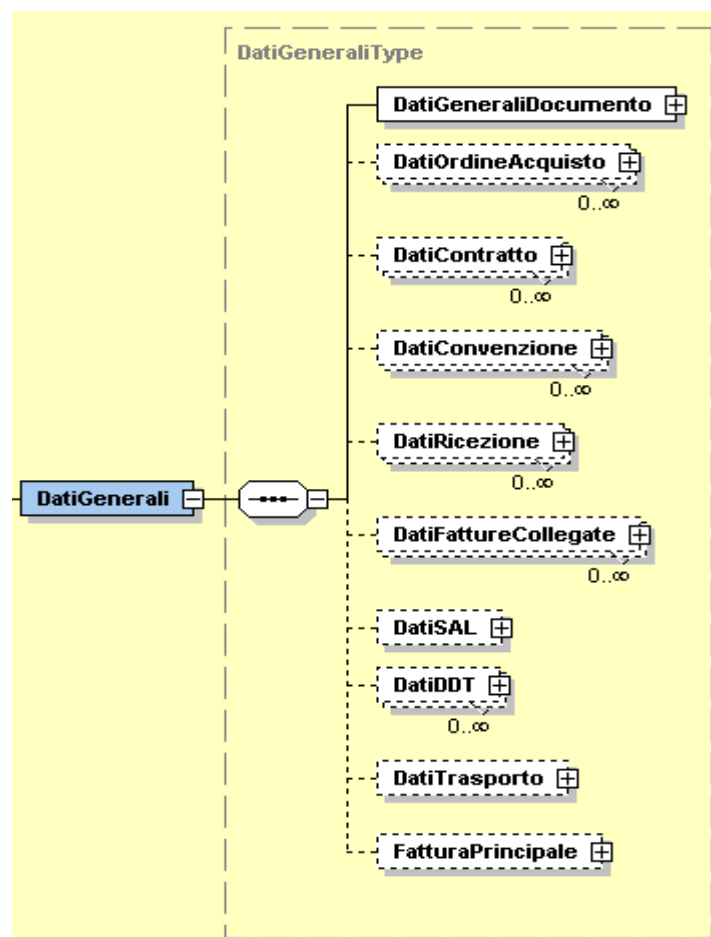 DatiGeneraliType
DatiGeneraliDocumento
DatiOrdineAcquisto
0..∞
DatiContratto
0..∞
DatiConvenzione
0..∞
DatiRicezione
0..∞
DatiGenerali
DatiFattureCollegate
0..∞
DatiSAL
DatiDDT
0..∞
DatiTrasporto
FatturaPrincipale